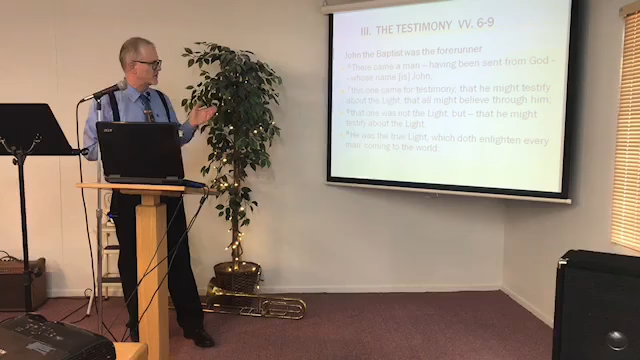 III. THE TESTIMONY VV. 6-9
John the Baptist was the forunner
There came a man – having been sent from God -
- whose name [is] John,
this one came for testimony, that he might testify
about the Light, that all might believe through him;
that one was not the Light, but – that he might
testify about the Light.
He was the true Light, which doth enlighten every
man, coming to the world
acer